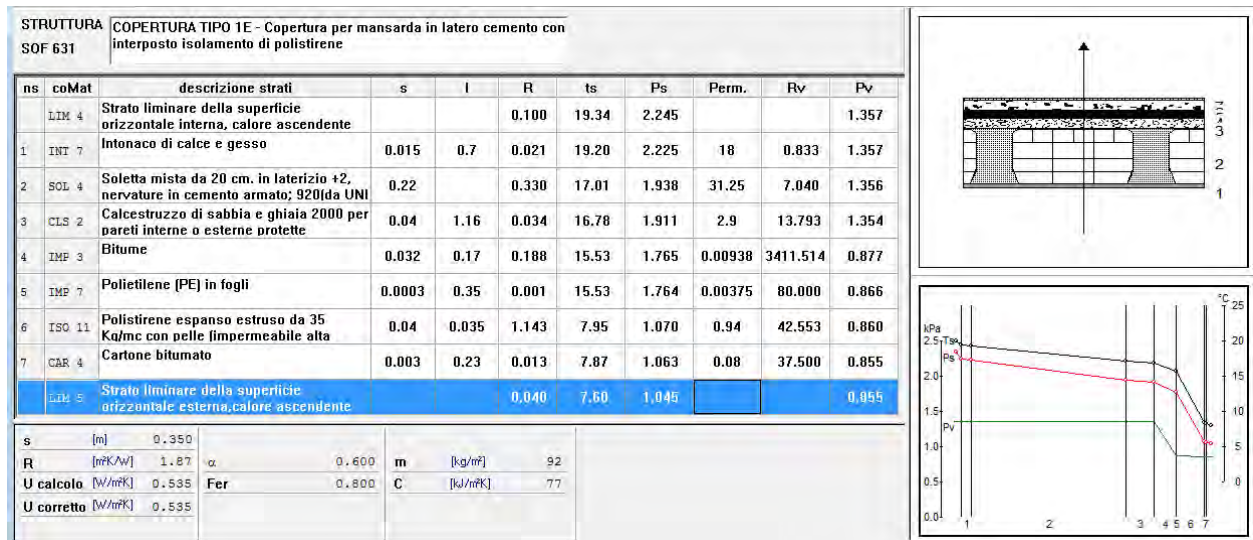 STRUTTURA COPERTURA TIPO 1E - Copertura per mansarda in latero cemento con
SOF 631 interposto isolamento di polistirene
ns coMat descrizione strati s l R ts Ps Perm. Rv Pv
LIM 4 Strato liminare della superficie orizzontale interna, calore ascendente 0.100 19.34 2.245 1.357
1 INT 7 Intonaco di calce e gesso 0.015 0.7 0.021 19.20 2.225 18 0.833 1.357
2 SOL 4 Soletta mista da 20 cm. in laterizio +2, nervature in cemento armato; 920(da UNI 0.22 0.330 17.01 1.938 31.25 7.040 1.356
3 CLS 2 Calcestruzzo di sabbia e ghiaia 2000 per pareti interne o esterne protette 0.04 1.16 0.034 16.78 1.911 2.9 13.793 1.354
4 IMP 3 Bitume 0.032 0.17 0.188 15.53 1.765 0.00938 3411.514 0.877
5 IMP 7 Polietilene (PE) in fogli 0.0003 0.35 0.001 15.53 1.764 0.00375 80.000 0.866
6 ISO 11 Polistirene espanso estruso da 35 Kg/mc con pelle (impermeabile alta 0.04 0.035 1.143 7.95 1.070 0.94 42.553 0.860
7 CAR 4 Cartone bitumato 0.003 0.23 0.013 7.87 1.063 0.08 37.500 0.855
LIM 5 Strato liminare della superficie orizzontale esterna,calore ascendente 0.040 7.60 1.045 0.855
s [m] 0.350
R [m²K/W] 1.87 α 0.600 m [kg/m²] 92
U calcolo [W/m²K] 0.535 Fer 0.800 C [kJ/m²K] 77
U corretto [W/m²K] 0.535
3
2
1
kPa °C
25
2.5 Ts 20
Ps
2.0 15
1.5 10
Pv
1.0 5
0.5 0
0.0
1 2 3 4 5 6 7